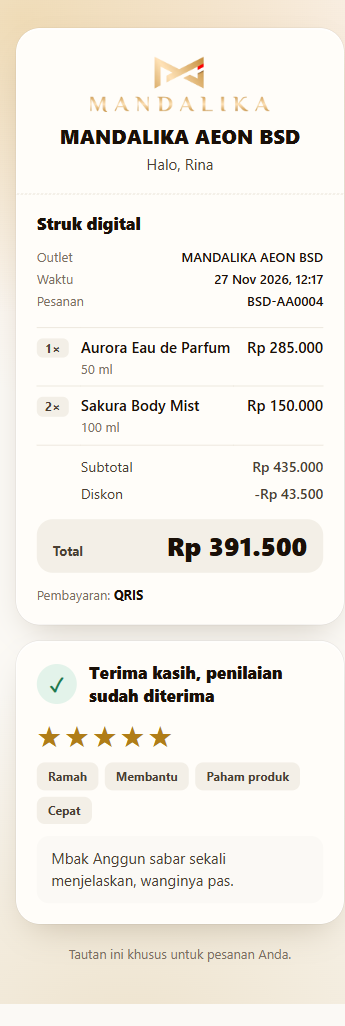 MANDALIKA
MANDALIKA AEON BSD
Halo, Rina
Struk digital
Outlet MANDALIKA AEON BSD
Waktu 27 Nov 2026, 12:17
Pesanan BSD-AA0004
1× Aurora Eau de Parfum Rp 285.000
50 ml
2× Sakura Body Mist Rp 150.000
100 ml
Subtotal Rp 435.000
Diskon -Rp 43.500
Total Rp 391.500
Pembayaran: QRIS
Terima kasih, penilaian
sudah diterima
Ramah Membantu Paham produk
Cepat
Mbak Anggun sabar sekali
menjelaskan, wanginya pas.
Tautan ini khusus untuk pesanan Anda.